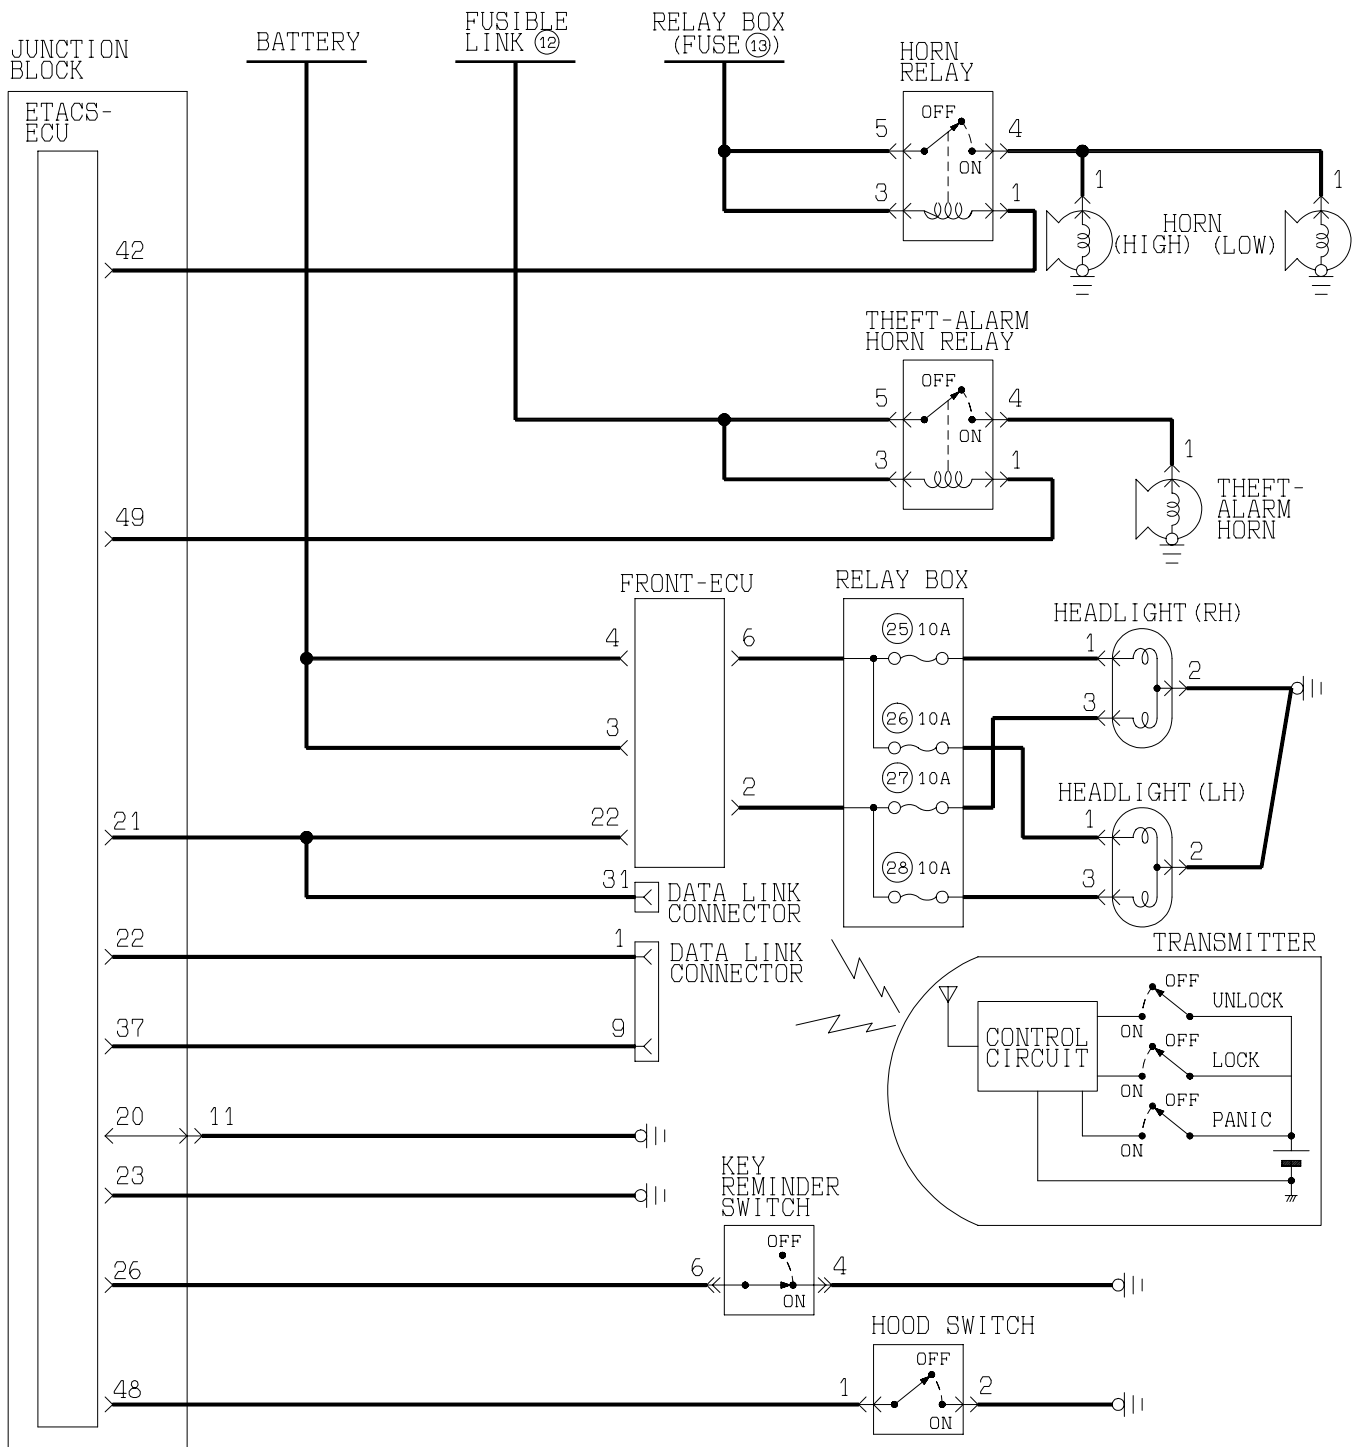 FUSIBLE
LINK ⑫
RELAY BOX
(FUSE⑬)
JUNCTION
BLOCK
BATTERY
HORN
RELAY
ETACS-
ECU
OFF
5
4
ON
3
1
1
1
HORN
(HIGH) (LOW)
42
THEFT-ALARM
HORN RELAY
OFF
5
4
ON
3
1
1
THEFT-
ALARM
HORN
49
FRONT-ECU
RELAY BOX
HEADLIGHT(RH)
4
6
25 10A
1
2
3
26 10A
3
27 10A
2
HEADLIGHT(LH)
21
22
1
2
28 10A
3
31
DATA LINK
CONNECTOR
22
1
DATA LINK
CONNECTOR
37
9
TRANSMITTER
OFF
UNLOCK
ON
CONTROL
CIRCUIT
OFF
LOCK
ON
OFF
PANIC
ON
20
11
23
KEY
REMINDER
SWITCH
OFF
26
6
4
ON
HOOD SWITCH
OFF
48
1
2
ON